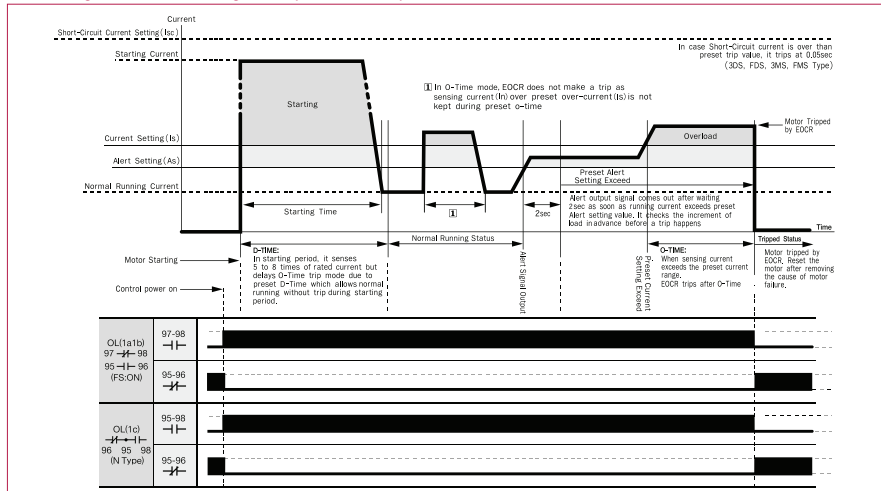 Current
Short-Circuit Current Setting(Isc)
Starting Current
In case Short-Circuit current is over than
preset trip value, it trips at 0.05sec
(3DS, FDS, 3MS, FMS Type)
Starting
1 In O-Time mode, EOCR does not make a trip as
sensing current(In) over preset over-current(Is) is not
kept during preset o-time
Motor Tripped
by EOCR
Current Setting(Is)
Overload
Alert Setting(As)
Preset Alert
Setting Exceed
Normal Running Current
Starting Time
1
2sec
Alert output signal comes out after waiting
2sec as soon as running current exceeds preset
Alert setting value. It checks the increment of
load in advance before a trip happens
Time
Normal Running Status
Tripped Status
Motor Starting
D-TIME:
In starting period, it senses
5 to 8 times of rated current but
delays O-Time trip mode due to
preset D-Time which allows normal
running without trip during starting
period.
Alert Signal Output
Preset Current
Setting Exceed
O-TIME:
When sensing current
exceeds the preset current
range.
EOCR trips after O-Time
Motor tripped by
EOCR, Reset the
motor after removing
the cause of motor
failure.
Control power on
OL(1a1b)
97 98
95 96
(FS:ON)
97-98
95-96
OL(1c)
96 95 98
(N Type)
95-98
95-96